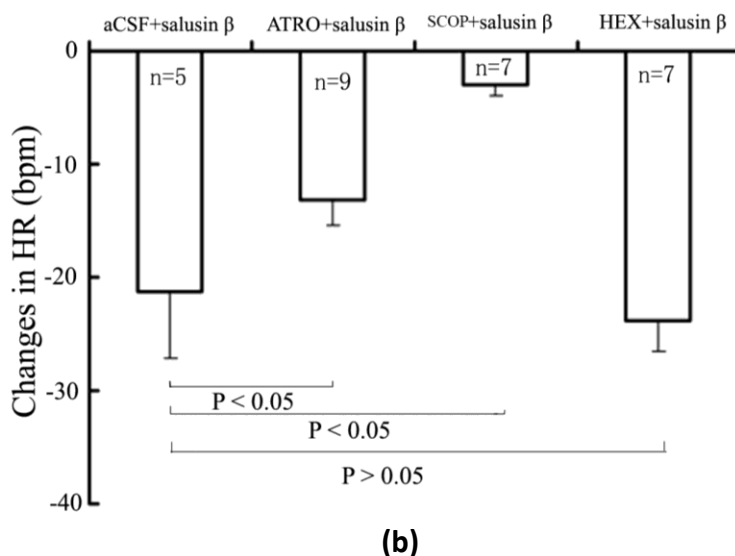 aCSF+salusin β ATRO+salusin β SCOP+salusin β HEX+salusin β
0
n=5 n=9 n=7 n=7
-10
-20
-30
-40
Changes in HR (bpm)
P < 0.05
P < 0.05
P > 0.05
(b)